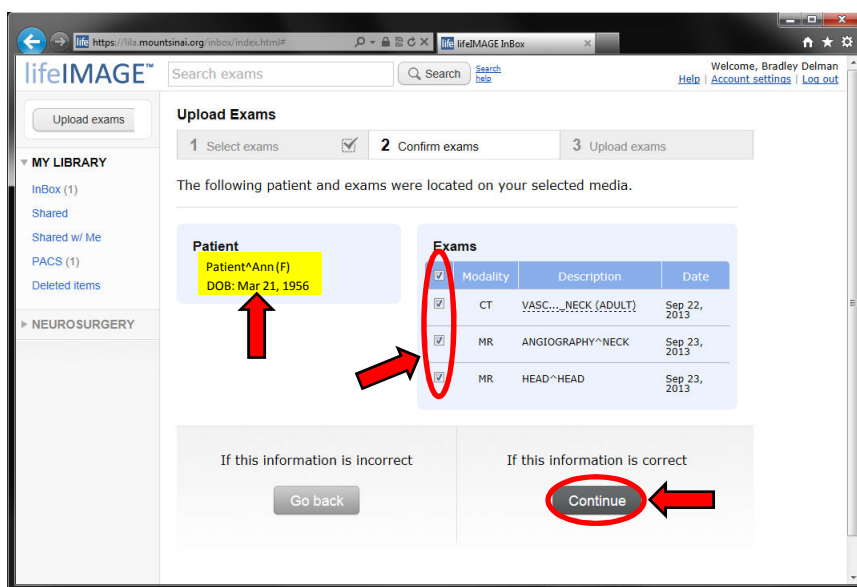 https://lila.mountsinai.org/inbox/index.html#
life lifeIMAGE InBox
lifeIMAGE™
Search exams
Search
Search help
Welcome, Bradley Delman
Help | Account settings | Log out
Upload exams
MY LIBRARY
InBox (1)
Shared
Shared w/ Me
PACS (1)
Deleted items
NEUROSURGERY
Upload Exams
1 Select exams
2 Confirm exams
3 Upload exams
The following patient and exams were located on your selected media.
Patient
Patient^Ann (F)
DOB: Mar 21, 1956
Exams
Modality Description Date
CT VASC..._NECK (ADULT) Sep 22, 2013
MR ANGIOGRAPHY^NECK Sep 23, 2013
MR HEAD^HEAD Sep 23, 2013
If this information is incorrect
Go back
If this information is correct
Continue